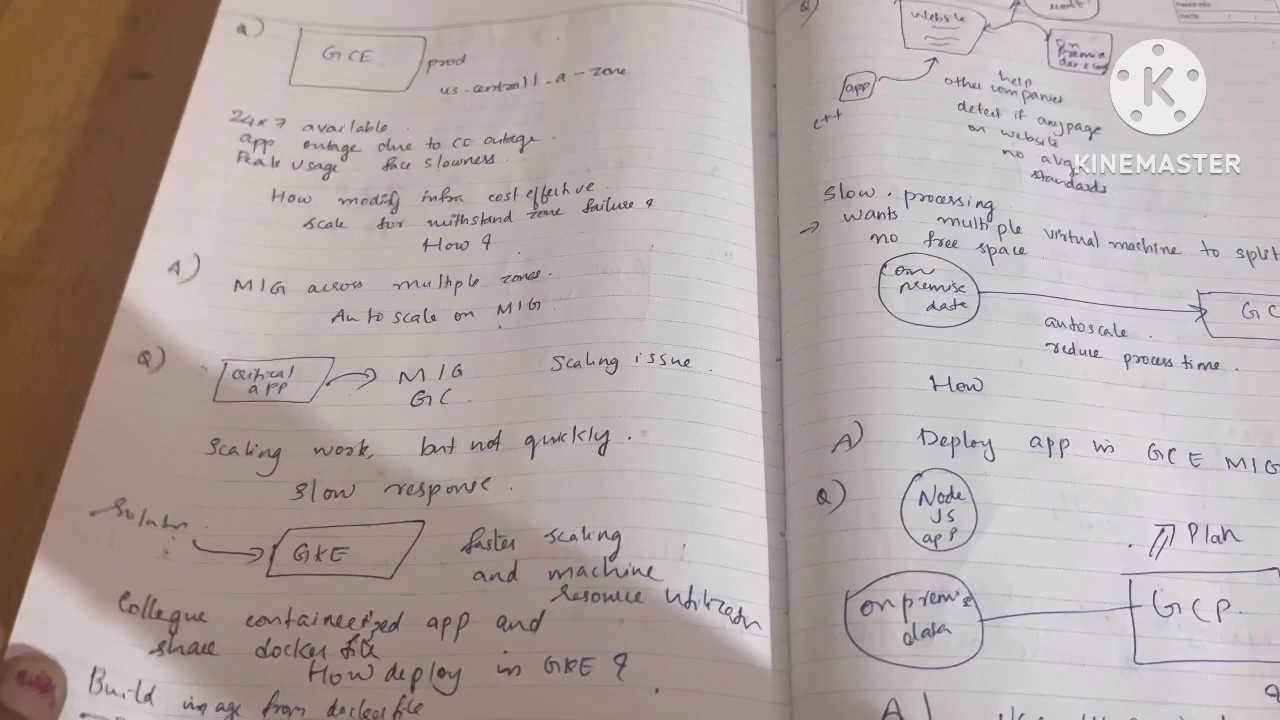 Q)
GCE
prod
us-central1-a-zone
24x7 available.
app outage due to CE outage.
Peak usage face slowness.
How modify infra cost effective
scale for withstand zone failure?
How?
A)
MIG across multiple zones.
Auto scale on MIG.
Q)
Critical
app
MIG
GC
Scaling issue.
Scaling work, but not quickly.
slow response.
GKE
faster scaling
and machine
resource
Collegue containerized app and
share docker file
How deploy in GKE?
Build image from dockerfile
Q)
Website
on
premise
app
C++
help
other companies
detect if any page
on website
no
standards
Slow. processing
→ wants multiple virtual machine to split
no free space
on
premise
data
GC
autoscale.
reduce process time.
How
A) Deploy app in GCE MIG
Q)
Node
JS
app
Plan
on premise
data
GCP.
A)
KINEMASTER